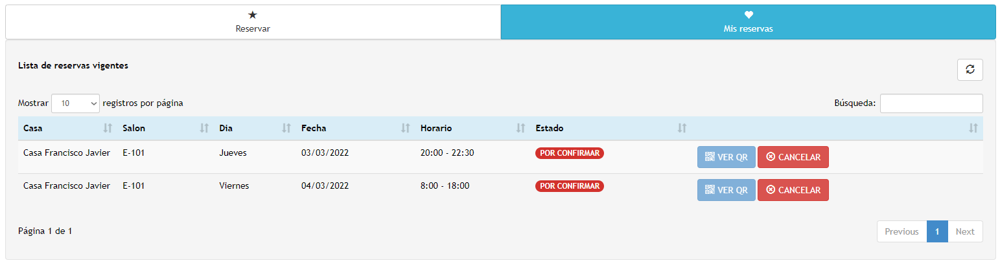 Reservar
Mis reservas
Lista de reservas vigentes
Mostrar 10 registros por página
Búsqueda:
Casa Salon Dia Fecha Horario Estado
Casa Francisco Javier E-101 Jueves 03/03/2022 20:00 - 22:30 POR CONFIRMAR VER QR CANCELAR
Casa Francisco Javier E-101 Viernes 04/03/2022 8:00 - 18:00 POR CONFIRMAR VER QR CANCELAR
Página 1 de 1
Previous 1 Next